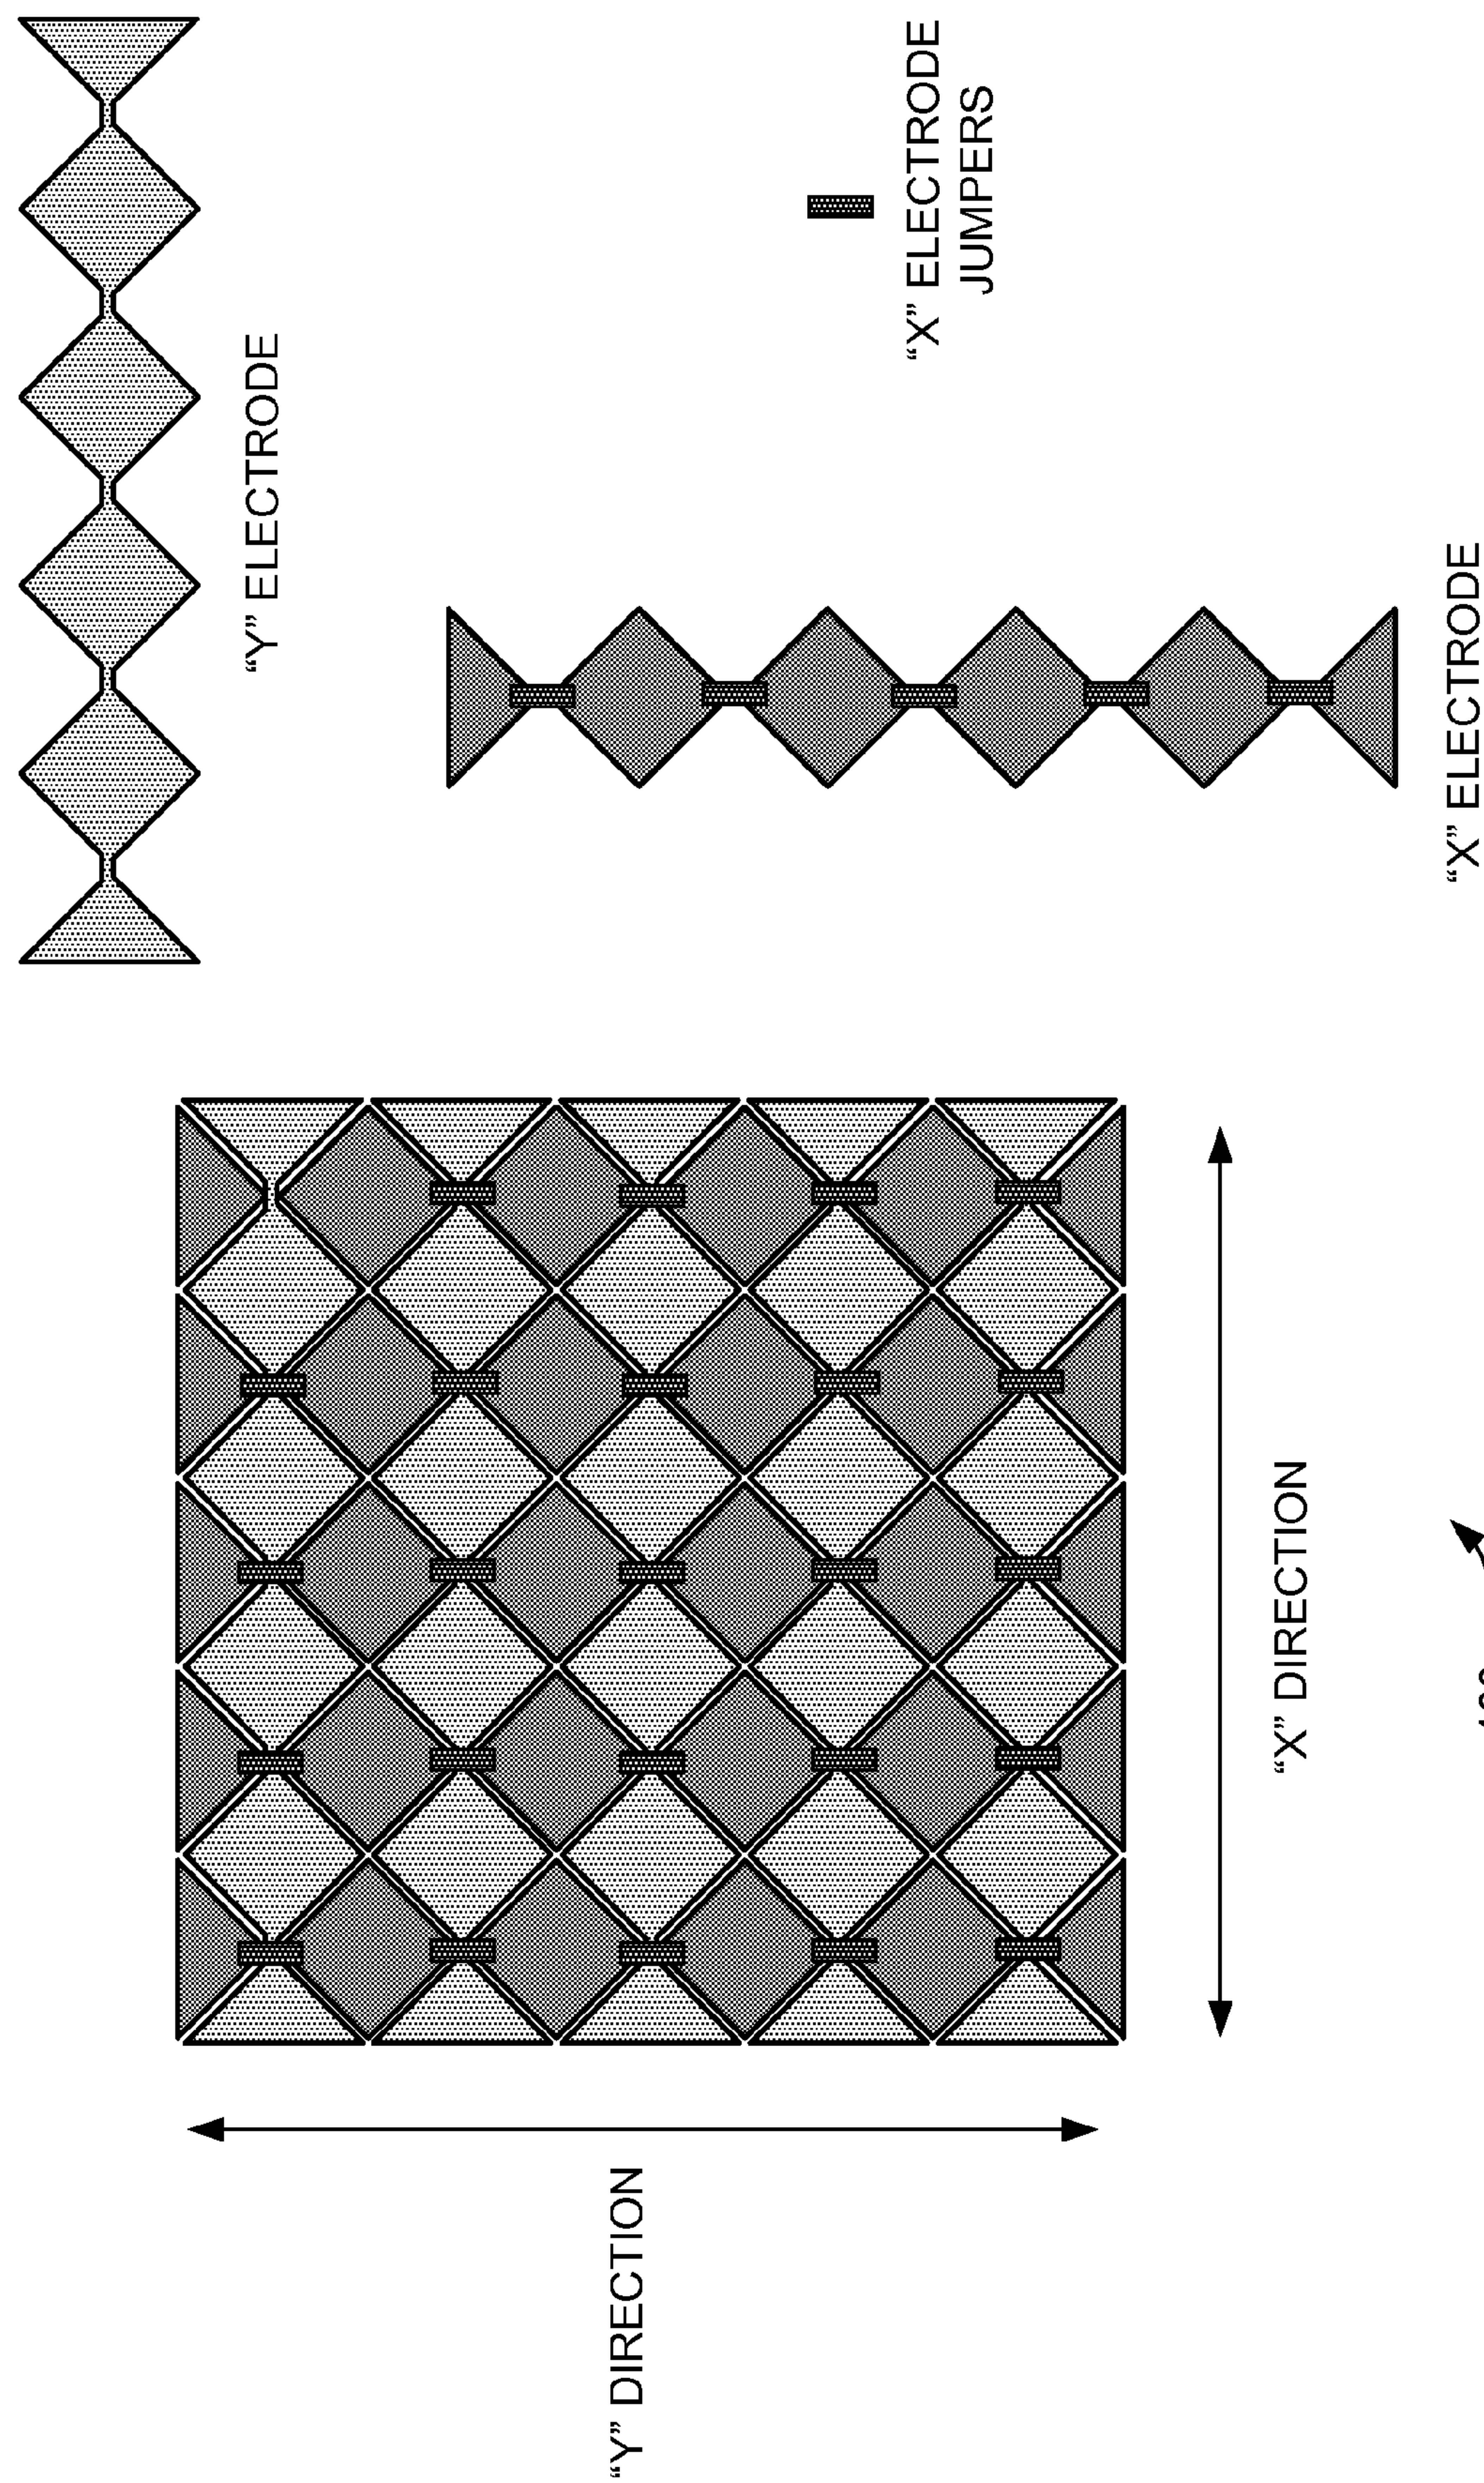 “Y” ELECTRODE
“X” ELECTRODE
JUMPERS
“X” ELECTRODE
“X” DIRECTION
“Y” DIRECTION